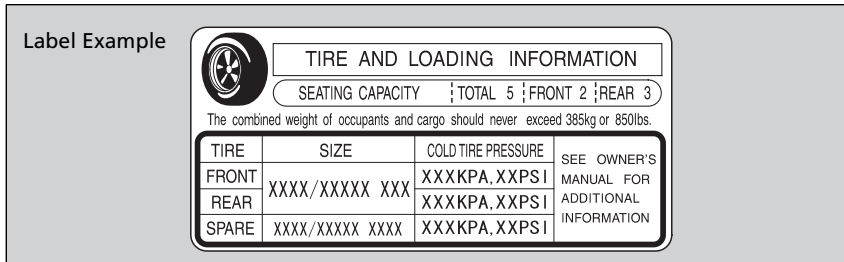 Label Example
TIRE AND LOADING INFORMATION
SEATING CAPACITY TOTAL 5 FRONT 2 REAR 3
The combined weight of occupants and cargo should never exceed 385kg or 850lbs.
TIRE SIZE COLD TIRE PRESSURE SEE OWNER'S MANUAL FOR ADDITIONAL INFORMATION
FRONT XXXX/XXXXX XXX XXXKPA,XXPSI
REAR XXXKPA,XXPSI
SPARE XXXX/XXXXX XXXX XXXKPA,XXPSI